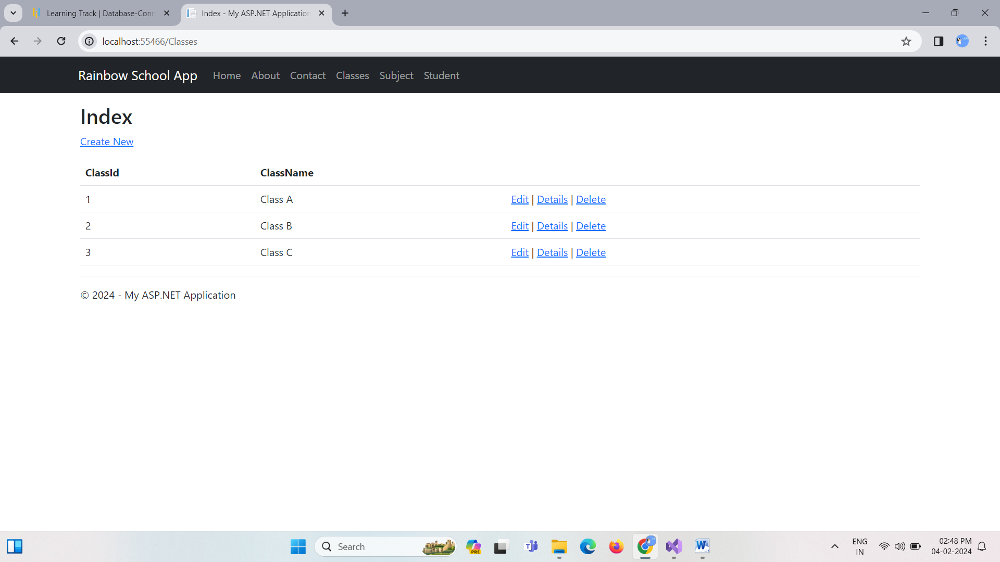 Learning Track | Database-Conn
Index - My ASP.NET Application
localhost:55466/Classes
Rainbow School App Home About Contact Classes Subject Student
Index
Create New
ClassId ClassName
1 Class A Edit | Details | Delete
2 Class B Edit | Details | Delete
3 Class C Edit | Details | Delete
© 2024 - My ASP.NET Application
Search
PRE
ENG
IN
02:48 PM
04-02-2024